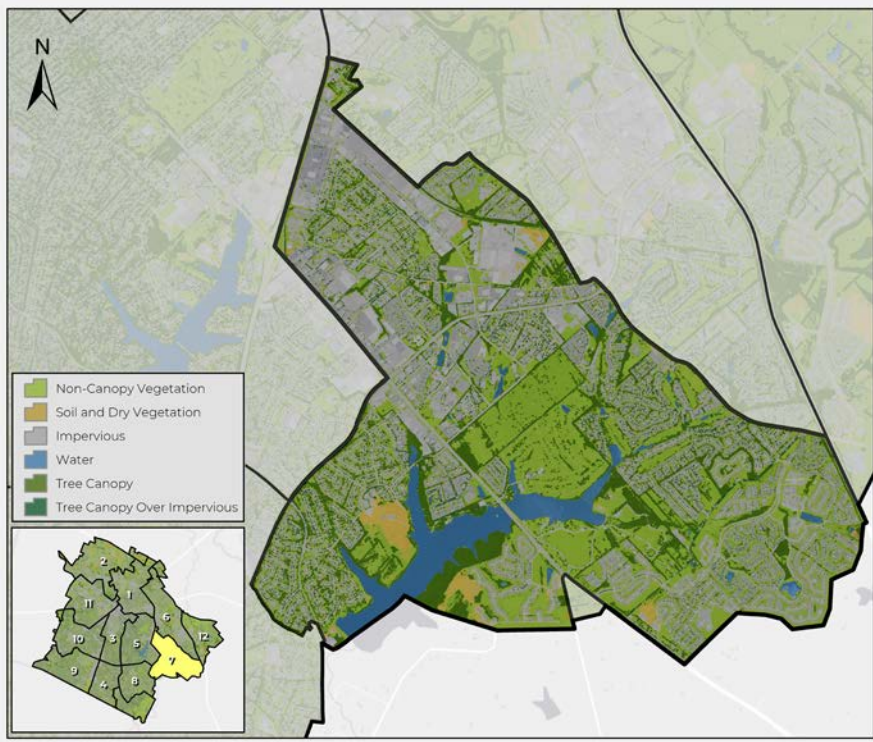 N
Non-Canopy Vegetation
Soil and Dry Vegetation
Impervious
Water
Tree Canopy
Tree Canopy Over Impervious
2
1
11
6
10
3
5
12
7
9
4
8